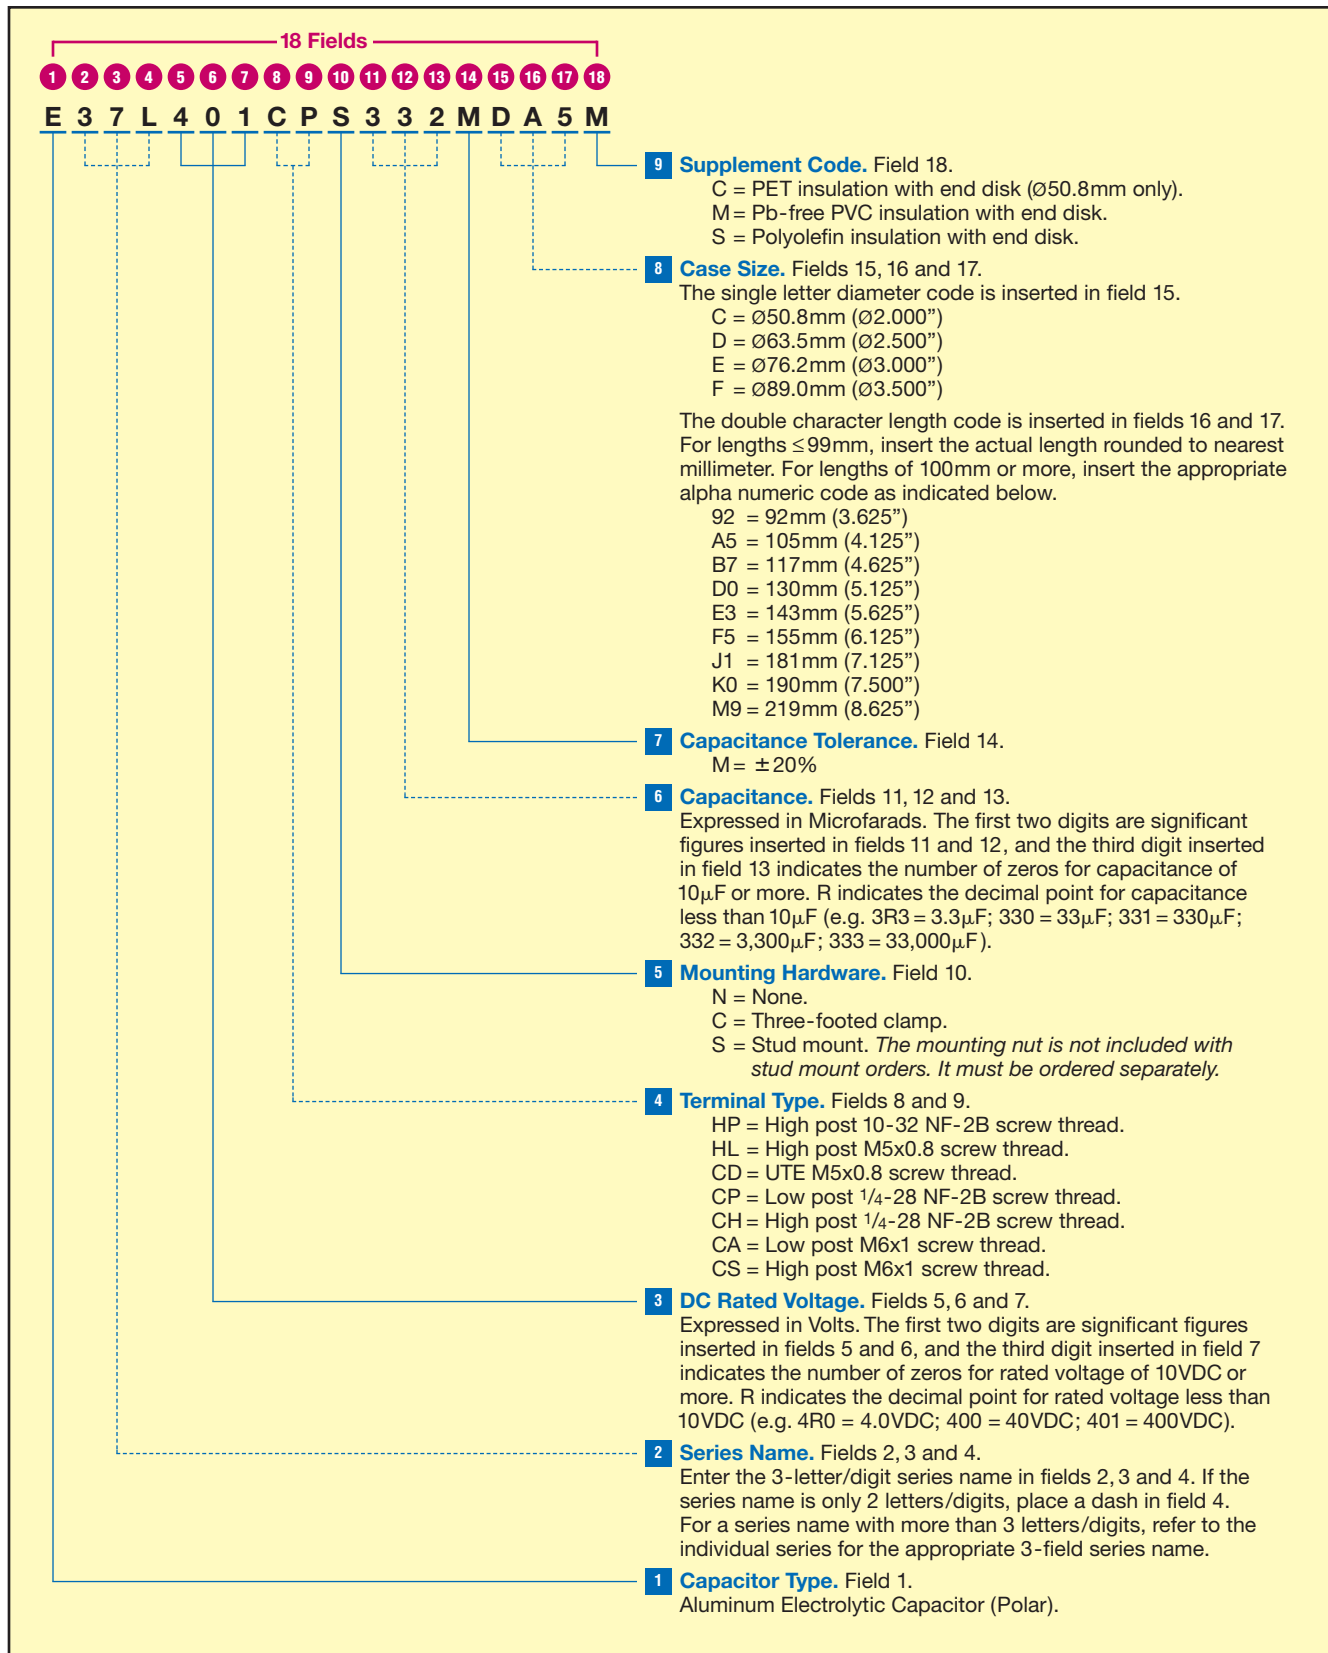 18 Fields
1 2 3 4 5 6 7 8 9 10 11 12 13 14 15 16 17 18
E 3 7 L 4 0 1 C P S 3 3 2 M D A 5 M
9 Supplement Code. Field 18.
C = PET insulation with end disk (Ø50.8mm only).
M = Pb-free PVC insulation with end disk.
S = Polyolefin insulation with end disk.
8 Case Size. Fields 15, 16 and 17.
The single letter diameter code is inserted in field 15.
C = Ø50.8mm (Ø2.000”)
D = Ø63.5mm (Ø2.500”)
E = Ø76.2mm (Ø3.000”)
F = Ø89.0mm (Ø3.500”)
The double character length code is inserted in fields 16 and 17.
For lengths ≤99mm, insert the actual length rounded to nearest
millimeter. For lengths of 100mm or more, insert the appropriate
alpha numeric code as indicated below.
92 = 92mm (3.625”)
A5 = 105mm (4.125”)
B7 = 117mm (4.625”)
D0 = 130mm (5.125”)
E3 = 143mm (5.625”)
F5 = 155mm (6.125”)
J1 = 181mm (7.125”)
K0 = 190mm (7.500”)
M9 = 219mm (8.625”)
7 Capacitance Tolerance. Field 14.
M = ±20%
6 Capacitance. Fields 11, 12 and 13.
Expressed in Microfarads. The first two digits are significant
figures inserted in fields 11 and 12, and the third digit inserted
in field 13 indicates the number of zeros for capacitance of
10µF or more. R indicates the decimal point for capacitance
less than 10µF (e.g. 3R3 = 3.3µF; 330 = 33µF; 331 = 330µF;
332 = 3,300µF; 333 = 33,000µF).
5 Mounting Hardware. Field 10.
N = None.
C = Three-footed clamp.
S = Stud mount. The mounting nut is not included with
stud mount orders. It must be ordered separately.
4 Terminal Type. Fields 8 and 9.
HP = High post 10-32 NF-2B screw thread.
HL = High post M5x0.8 screw thread.
CD = UTE M5x0.8 screw thread.
CP = Low post 1/4-28 NF-2B screw thread.
CH = High post 1/4-28 NF-2B screw thread.
CA = Low post M6x1 screw thread.
CS = High post M6x1 screw thread.
3 DC Rated Voltage. Fields 5, 6 and 7.
Expressed in Volts. The first two digits are significant figures
inserted in fields 5 and 6, and the third digit inserted in field 7
indicates the number of zeros for rated voltage of 10VDC or
more. R indicates the decimal point for rated voltage less than
10VDC (e.g. 4R0 = 4.0VDC; 400 = 40VDC; 401 = 400VDC).
2 Series Name. Fields 2, 3 and 4.
Enter the 3-letter/digit series name in fields 2, 3 and 4. If the
series name is only 2 letters/digits, place a dash in field 4.
For a series name with more than 3 letters/digits, refer to the
individual series for the appropriate 3-field series name.
1 Capacitor Type. Field 1.
Aluminum Electrolytic Capacitor (Polar).